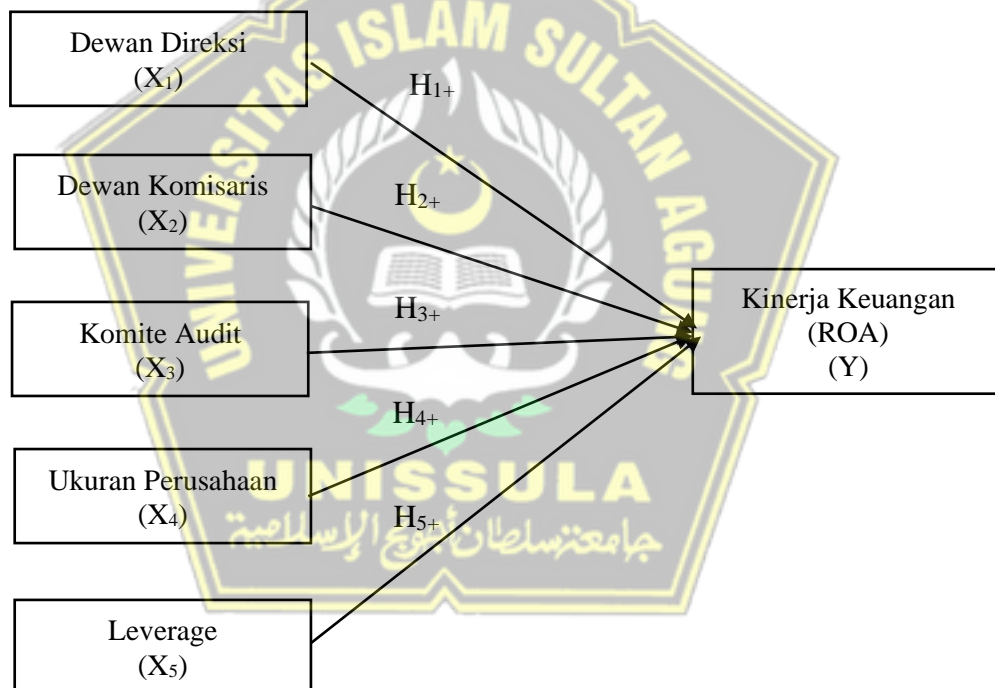 Dewan Direksi
(X₁)
H₁₊
Dewan Komisaris
(X₂)
H₂₊
Komite Audit
(X₃)
H₃₊
Ukuran Perusahaan
(X₄)
H₄₊
Leverage
(X₅)
H₅₊
Kinerja Keuangan
(ROA)
(Y)
UNIVERSITAS ISLAM SULTAN AGUNG
UNISSULA
جامعة سلطان أجونج الإسلامية